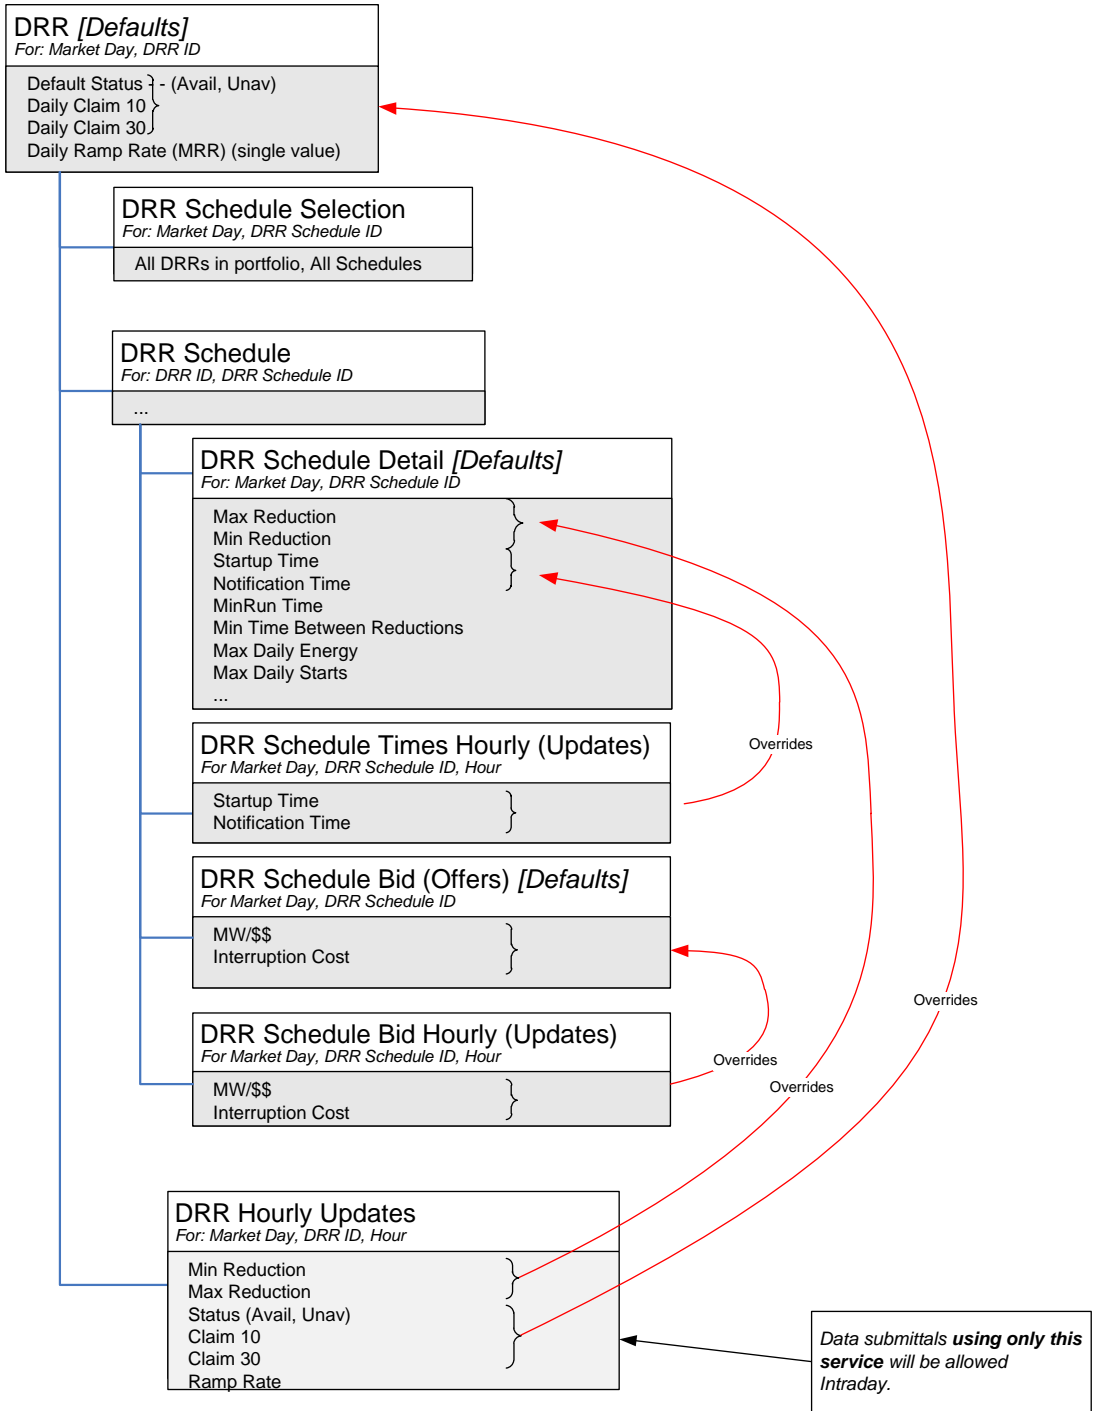 DRR [Defaults]
For: Market Day, DRR ID
Default Status - - (Avail, Unav)
Daily Claim 10
Daily Claim 30
Daily Ramp Rate (MRR) (single value)
DRR Schedule Selection
For: Market Day, DRR Schedule ID
All DRRs in portfolio, All Schedules
DRR Schedule
For: DRR ID, DRR Schedule ID
...
DRR Schedule Detail [Defaults]
For: Market Day, DRR Schedule ID
Max Reduction
Min Reduction
Startup Time
Notification Time
MinRun Time
Min Time Between Reductions
Max Daily Energy
Max Daily Starts
...
DRR Schedule Times Hourly (Updates)
For Market Day, DRR Schedule ID, Hour
Startup Time
Notification Time
Overrides
DRR Schedule Bid (Offers) [Defaults]
For Market Day, DRR Schedule ID
MW/$$
Interruption Cost
DRR Schedule Bid Hourly (Updates)
For Market Day, DRR Schedule ID, Hour
MW/$$
Interruption Cost
Overrides
Overrides
Overrides
DRR Hourly Updates
For: Market Day, DRR ID, Hour
Min Reduction
Max Reduction
Status (Avail, Unav)
Claim 10
Claim 30
Ramp Rate
Data submittals using only this
service will be allowed
Intraday.